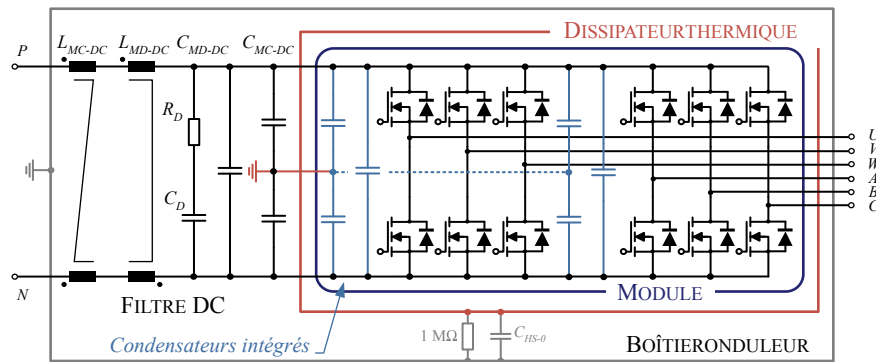 DISSIPATEURTHERMIQUE
P L_MC-DC L_MD-DC C_MD-DC C_MC-DC
R_D
U
V
W
A
B
C
C_D
N
FILTRE DC
MODULE
Condensateurs intégrés
1 MΩ C_HS-0
BOÎTIERONDULEUR